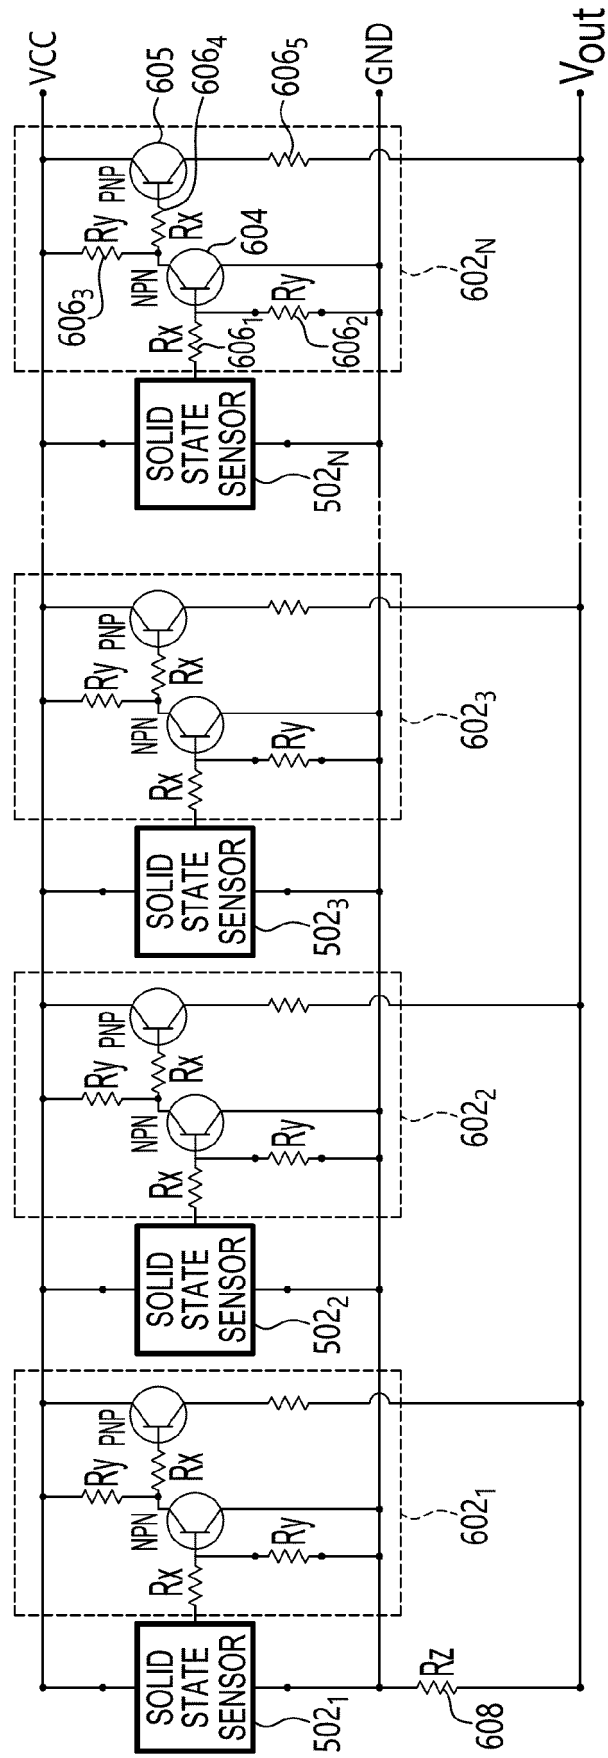 VCC
GND
Vout
SOLID
STATE
SENSOR
502₁
Rx
Ry
NPN
Ry
Rx
PNP
602₁
Rz
608
SOLID
STATE
SENSOR
502₂
Rx
Ry
NPN
Ry
Rx
PNP
602₂
SOLID
STATE
SENSOR
502₃
Rx
Ry
NPN
Ry
Rx
PNP
602₃
SOLID
STATE
SENSOR
502N
Rx
606₁
Ry
606₂
NPN
604
Ry
606₃
Rx
606₄
PNP
605
606₅
602N